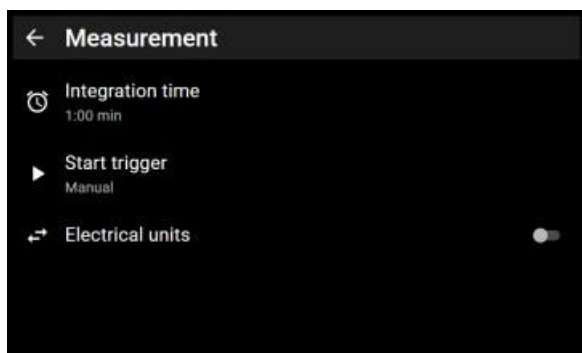 Measurement
Integration time
1:00 min
Start trigger
Manual
Electrical units